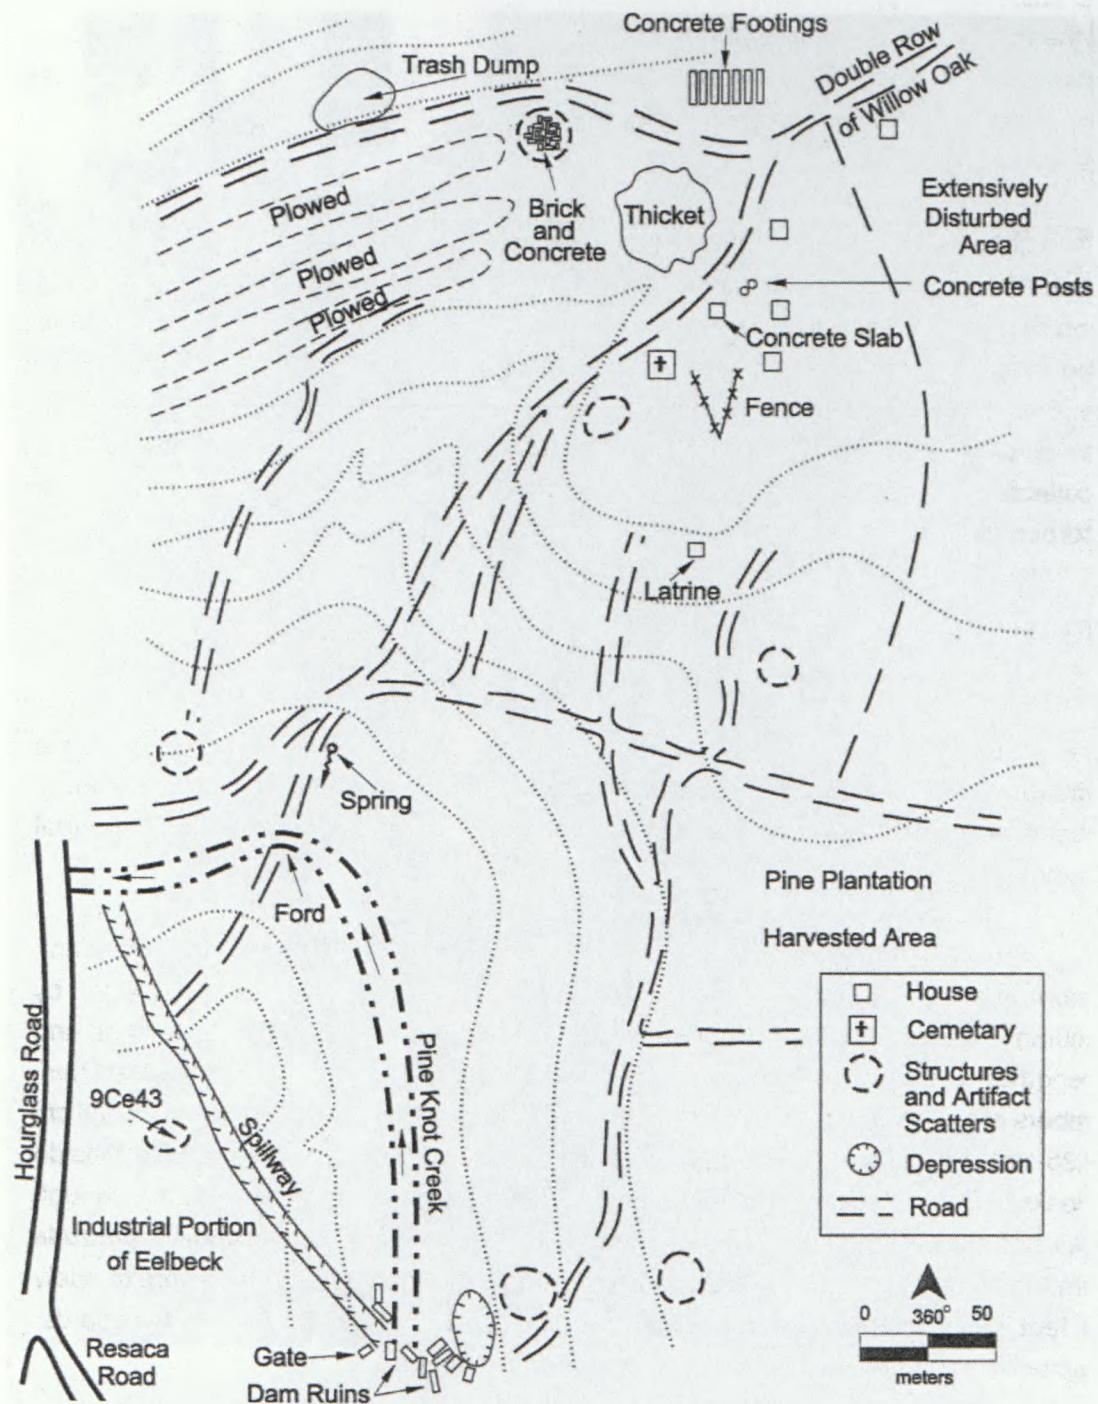 Concrete Footings
Trash Dump
Double Row
of Willow Oak
Plowed
Plowed
Plowed
Brick
and
Concrete
Thicket
Extensively
Disturbed
Area
Concrete Posts
Concrete Slab
Fence
Latrine
Spring
Ford
Pine Plantation
Harvested Area
Hourglass Road
9Ce43
Spillway
Pine Knot Creek
Industrial Portion
of Eelbeck
Resaca
Road
Gate
Dam Ruins
House
Cemetary
Structures
and Artifact
Scatters
Depression
Road
0 360° 50
meters